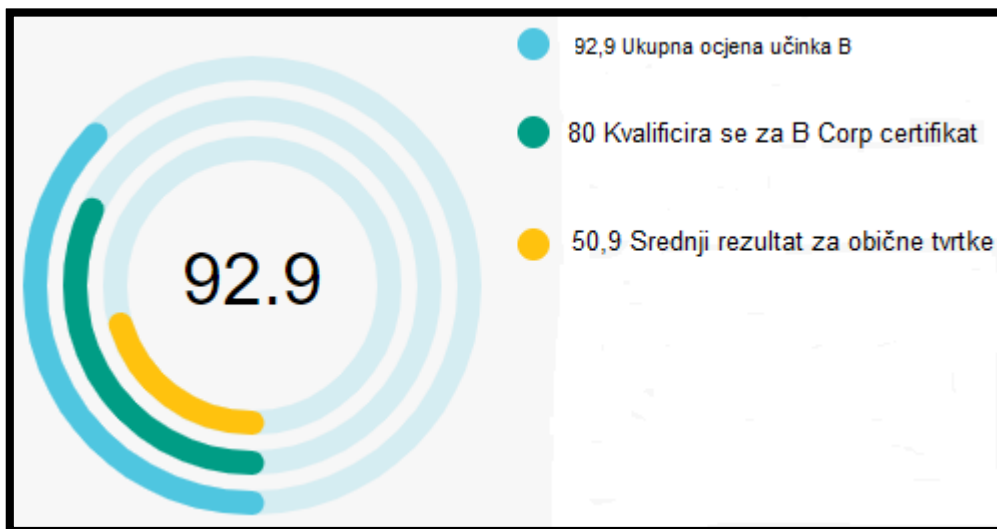 92.9
92,9 Ukupna ocjena učinka B
80 Kvalificira se za B Corp certifikat
50,9 Srednji rezultat za obične tvrtke